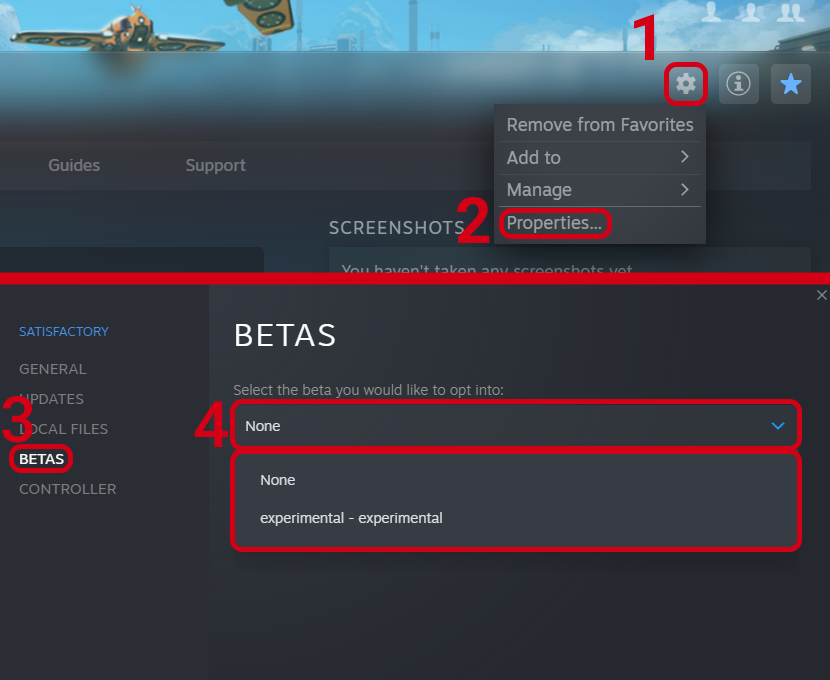 1
Remove from Favorites
Add to
Manage
2
Properties...
Guides
Support
SCREENSHOTS
You haven't taken any screenshots yet
SATISFACTORY
GENERAL
UPDATES
3
LOCAL FILES
BETAS
CONTROLLER
BETAS
Select the beta you would like to opt into:
4
None
None
experimental - experimental